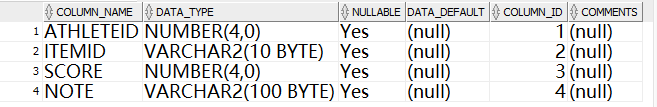 COLUMN_NAME DATA_TYPE NULLABLE DATA_DEFAULT COLUMN_ID COMMENTS
1 ATHLETEID NUMBER(4,0) Yes (null) 1 (null)
2 ITEMID VARCHAR2(10 BYTE) Yes (null) 2 (null)
3 SCORE NUMBER(4,0) Yes (null) 3 (null)
4 NOTE VARCHAR2(100 BYTE) Yes (null) 4 (null)